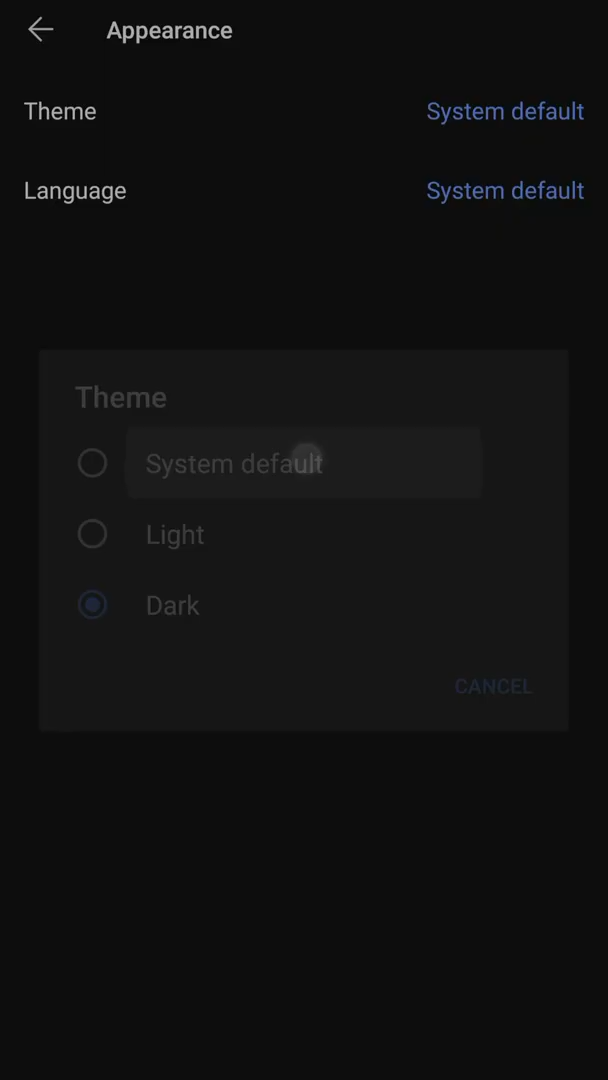 Appearance
Theme System default
Language System default
Theme
System default
Light
Dark
CANCEL